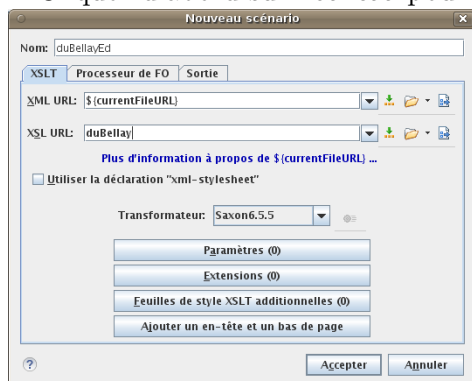 Nouveau scénario
Nom: duBellayEd
XSLT Processeur de FO Sortie
XML URL: ${currentFileURL}
XSL URL: duBellay
Plus d'information à propos de ${currentFileURL} ...
Utiliser la déclaration "xml-stylesheet"
Transformateur: Saxon6.5.5
Paramètres (0)
Extensions (0)
Feuilles de style XSLT additionnelles (0)
Ajouter un en-tête et un bas de page
? Accepter Annuler